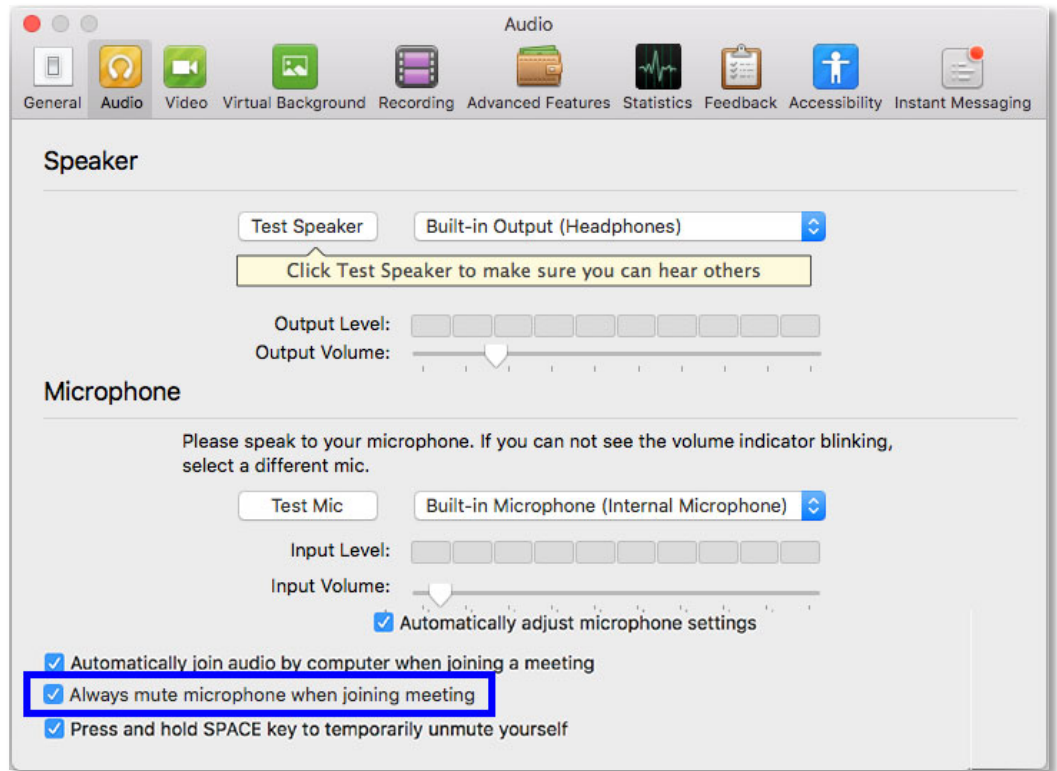 Audio
General Audio Video Virtual Background Recording Advanced Features Statistics Feedback Accessibility Instant Messaging
Speaker
Test Speaker Built-in Output (Headphones)
Click Test Speaker to make sure you can hear others
Output Level:
Output Volume:
Microphone
Please speak to your microphone. If you can not see the volume indicator blinking,
select a different mic.
Test Mic Built-in Microphone (Internal Microphone)
Input Level:
Input Volume:
Automatically adjust microphone settings
Automatically join audio by computer when joining a meeting
Always mute microphone when joining meeting
Press and hold SPACE key to temporarily unmute yourself